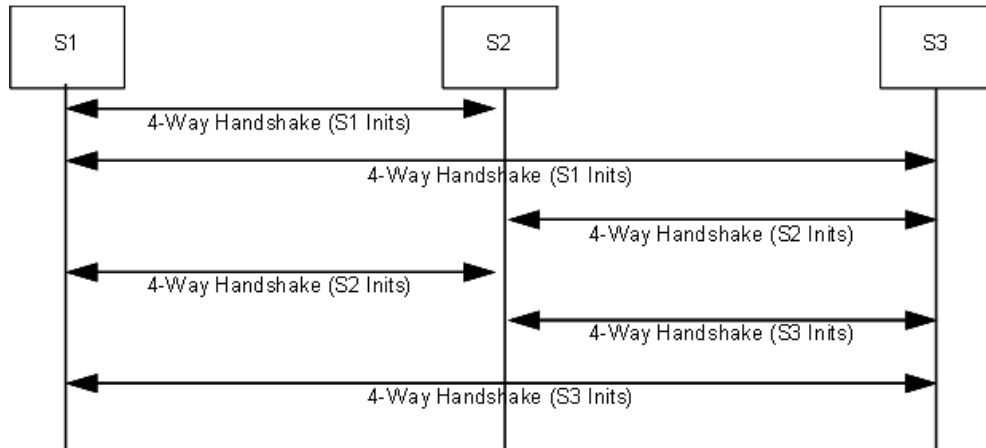 S1
S2
S3
4-Way Handshake (S1 Inits)
4-Way Handshake (S1 Inits)
4-Way Handshake (S2 Inits)
4-Way Handshake (S2 Inits)
4-Way Handshake (S3 Inits)
4-Way Handshake (S3 Inits)